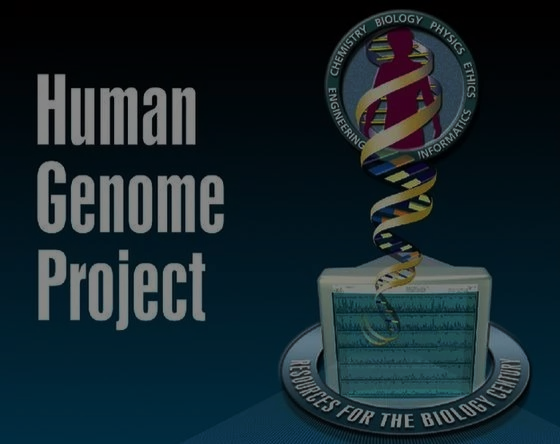 Human
Genome
Project
CHEMISTRY BIOLOGY PHYSICS ETHICS
ENGINEERING
INFORMATICS
RESOURCES FOR THE BIOLOGY CENTURY